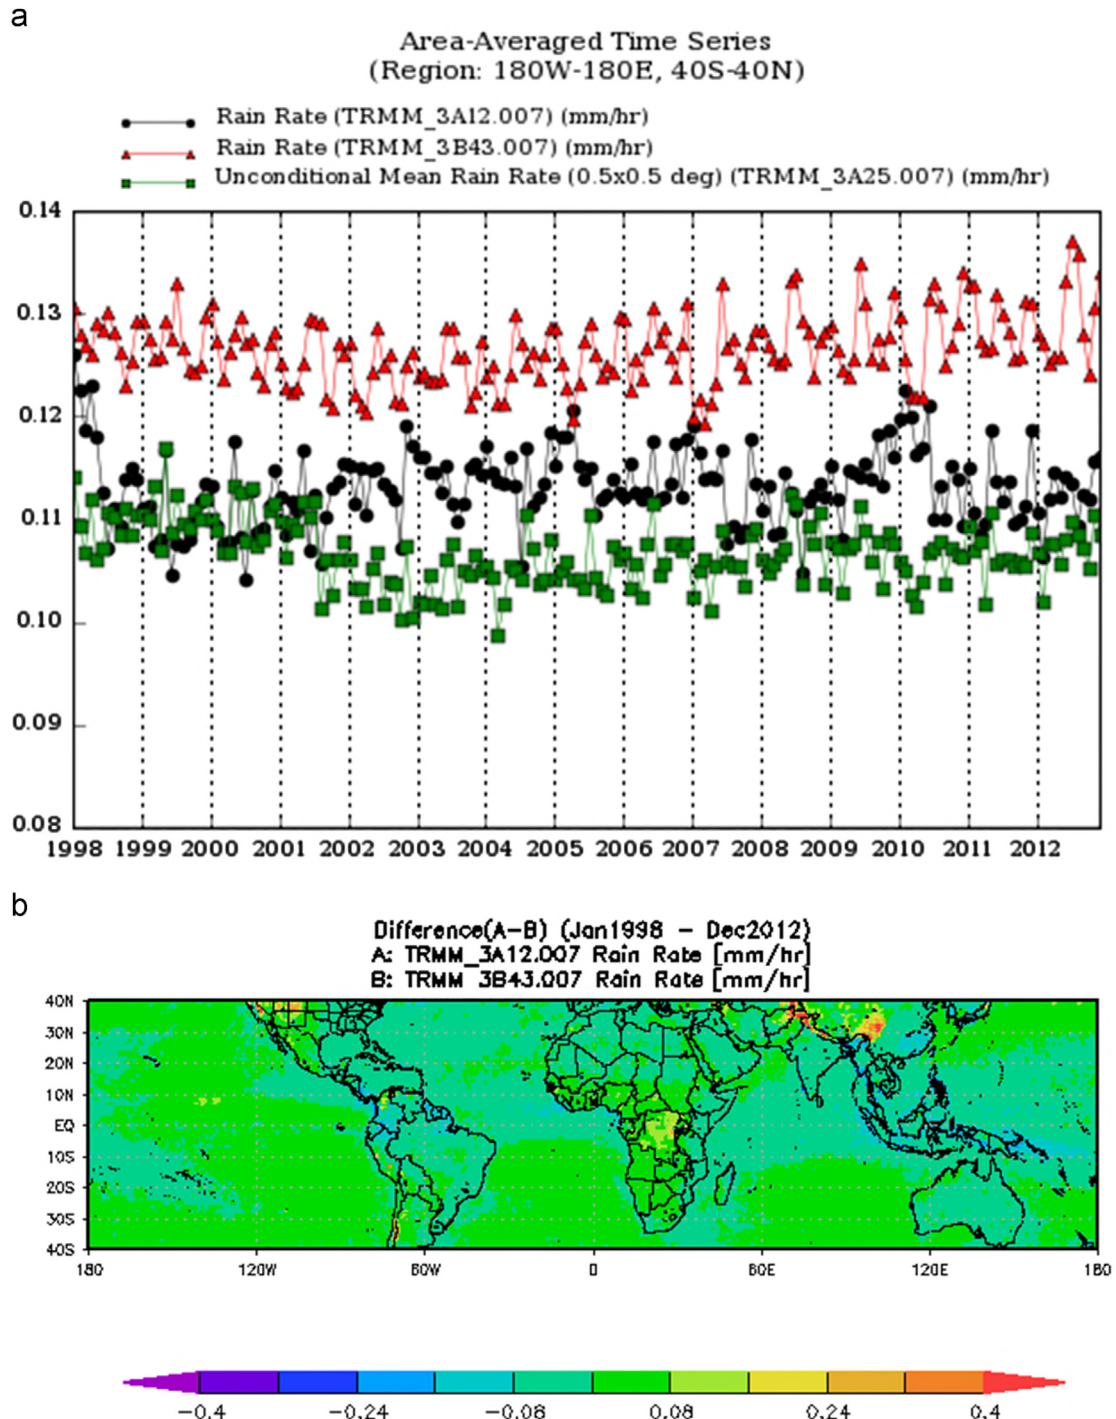 a
Area-Averaged Time Series
(Region: 180W-180E, 40S-40N)
Rain Rate (TRMM_3A12.007) (mm/hr)
Rain Rate (TRMM_3B43.007) (mm/hr)
Unconditional Mean Rain Rate (0.5x0.5 deg) (TRMM_3A25.007) (mm/hr)
0.14
0.13
0.12
0.11
0.10
0.09
0.08
1998 1999 2000 2001 2002 2003 2004 2005 2006 2007 2008 2009 2010 2011 2012
b
Difference(A-B) (Jan1998 - Dec2012)
A: TRMM_3A12.007 Rain Rate [mm/hr]
B: TRMM_3B43.007 Rain Rate [mm/hr]
40N
30N
20N
10N
EQ
10S
20S
30S
40S
180 120W 60W 0 60E 120E 180
-0.4 -0.24 -0.08 0.08 0.24 0.4